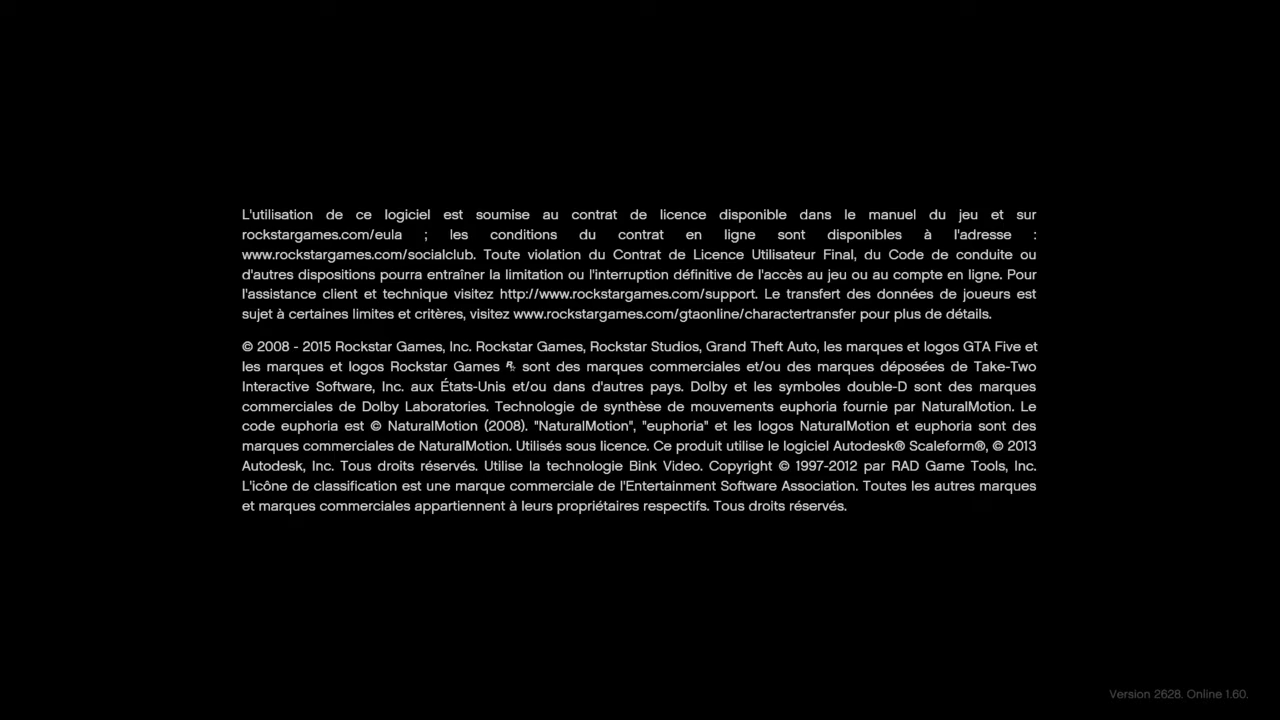 L'utilisation de ce logiciel est soumise au contrat de licence disponible dans le manuel du jeu et sur
rockstargames.com/eula ; les conditions du contrat en ligne sont disponibles à l'adresse :
www.rockstargames.com/socialclub. Toute violation du Contrat de Licence Utilisateur Final, du Code de conduite ou
d'autres dispositions pourra entraîner la limitation ou l'interruption définitive de l'accès au jeu ou au compte en ligne. Pour
l'assistance client et technique visitez http://www.rockstargames.com/support. Le transfert des données de joueurs est
sujet à certaines limites et critères, visitez www.rockstargames.com/gtaonline/charactertransfer pour plus de détails.
© 2008 - 2015 Rockstar Games, Inc. Rockstar Games, Rockstar Studios, Grand Theft Auto, les marques et logos GTA Five et
les marques et logos Rockstar Games R* sont des marques commerciales et/ou des marques déposées de Take-Two
Interactive Software, Inc. aux États-Unis et/ou dans d'autres pays. Dolby et les symboles double-D sont des marques
commerciales de Dolby Laboratories. Technologie de synthèse de mouvements euphoria fournie par NaturalMotion. Le
code euphoria est © NaturalMotion (2008). "NaturalMotion", "euphoria" et les logos NaturalMotion et euphoria sont des
marques commerciales de NaturalMotion. Utilisés sous licence. Ce produit utilise le logiciel Autodesk® Scaleform®, © 2013
Autodesk, Inc. Tous droits réservés. Utilise la technologie Bink Video. Copyright © 1997-2012 par RAD Game Tools, Inc.
L'icône de classification est une marque commerciale de l'Entertainment Software Association. Toutes les autres marques
et marques commerciales appartiennent à leurs propriétaires respectifs. Tous droits réservés.
Version 2628. Online 1.60.